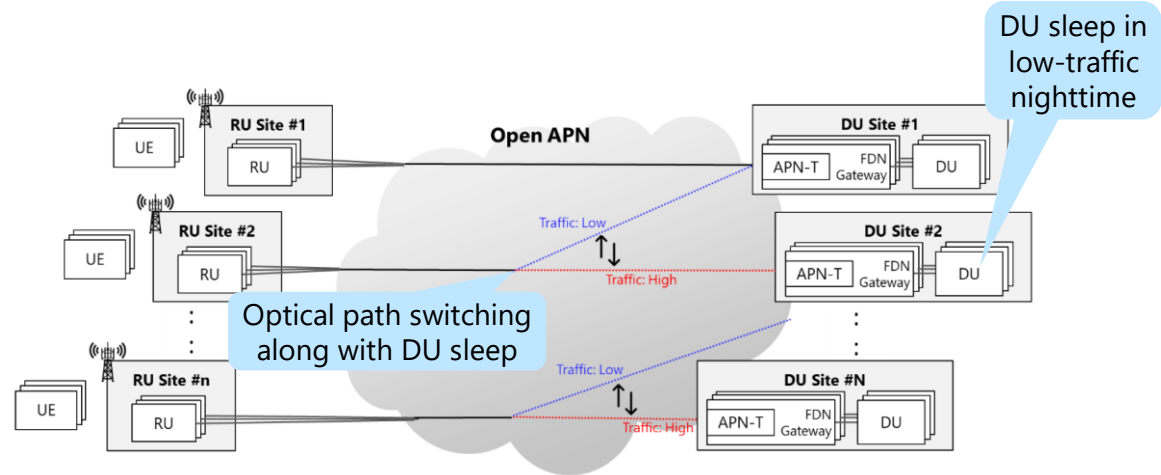 DU sleep in
low-traffic
nighttime
RU Site #1
UE
RU
Open APN
DU Site #1
APN-T
FDN
Gateway
DU
Traffic: Low
RU Site #2
UE
RU
DU Site #2
APN-T
FDN
Gateway
DU
Traffic: High
Optical path switching
along with DU sleep
Traffic: Low
RU Site #n
UE
RU
DU Site #N
APN-T
FDN
Gateway
DU
Traffic: High